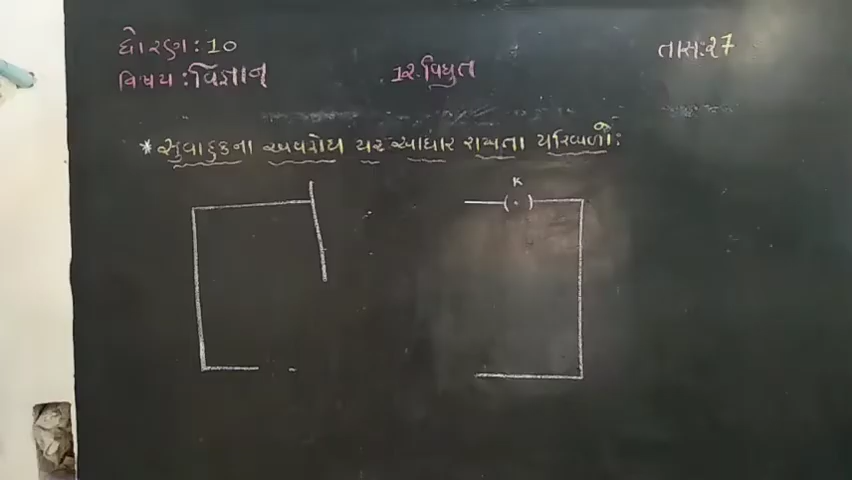 ધોરણ : 10
વિષય : વિજ્ઞાન
12. વિદ્યુત
તાસ : 27
* સુવાહકના અવરોધ પર આધાર રાખતા પરિબળો :
K